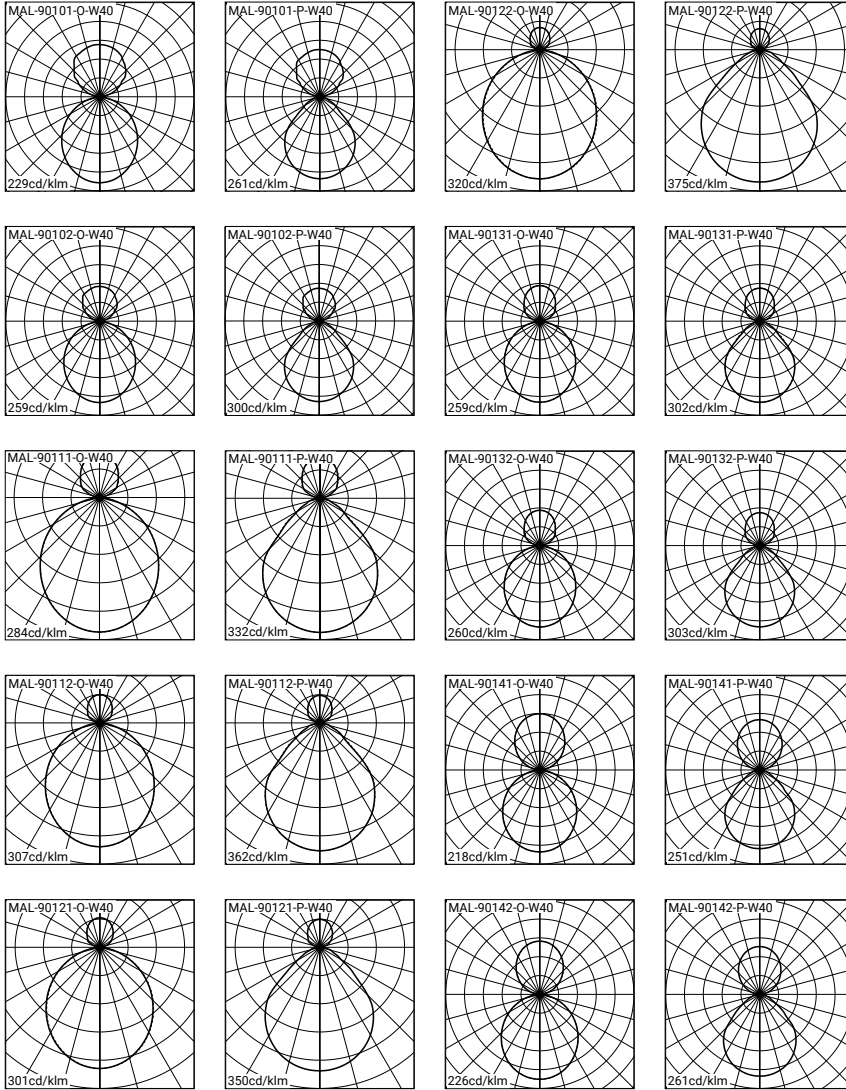 MAL-90101-O-W40
229cd/klm
MAL-90101-P-W40
261cd/klm
MAL-90122-O-W40
320cd/klm
MAL-90122-P-W40
375cd/klm
MAL-90102-O-W40
259cd/klm
MAL-90102-P-W40
300cd/klm
MAL-90131-O-W40
259cd/klm
MAL-90131-P-W40
302cd/klm
MAL-90111-O-W40
284cd/klm
MAL-90111-P-W40
332cd/klm
MAL-90132-O-W40
260cd/klm
MAL-90132-P-W40
303cd/klm
MAL-90112-O-W40
307cd/klm
MAL-90112-P-W40
362cd/klm
MAL-90141-O-W40
218cd/klm
MAL-90141-P-W40
251cd/klm
MAL-90121-O-W40
301cd/klm
MAL-90121-P-W40
350cd/klm
MAL-90142-O-W40
226cd/klm
MAL-90142-P-W40
261cd/klm